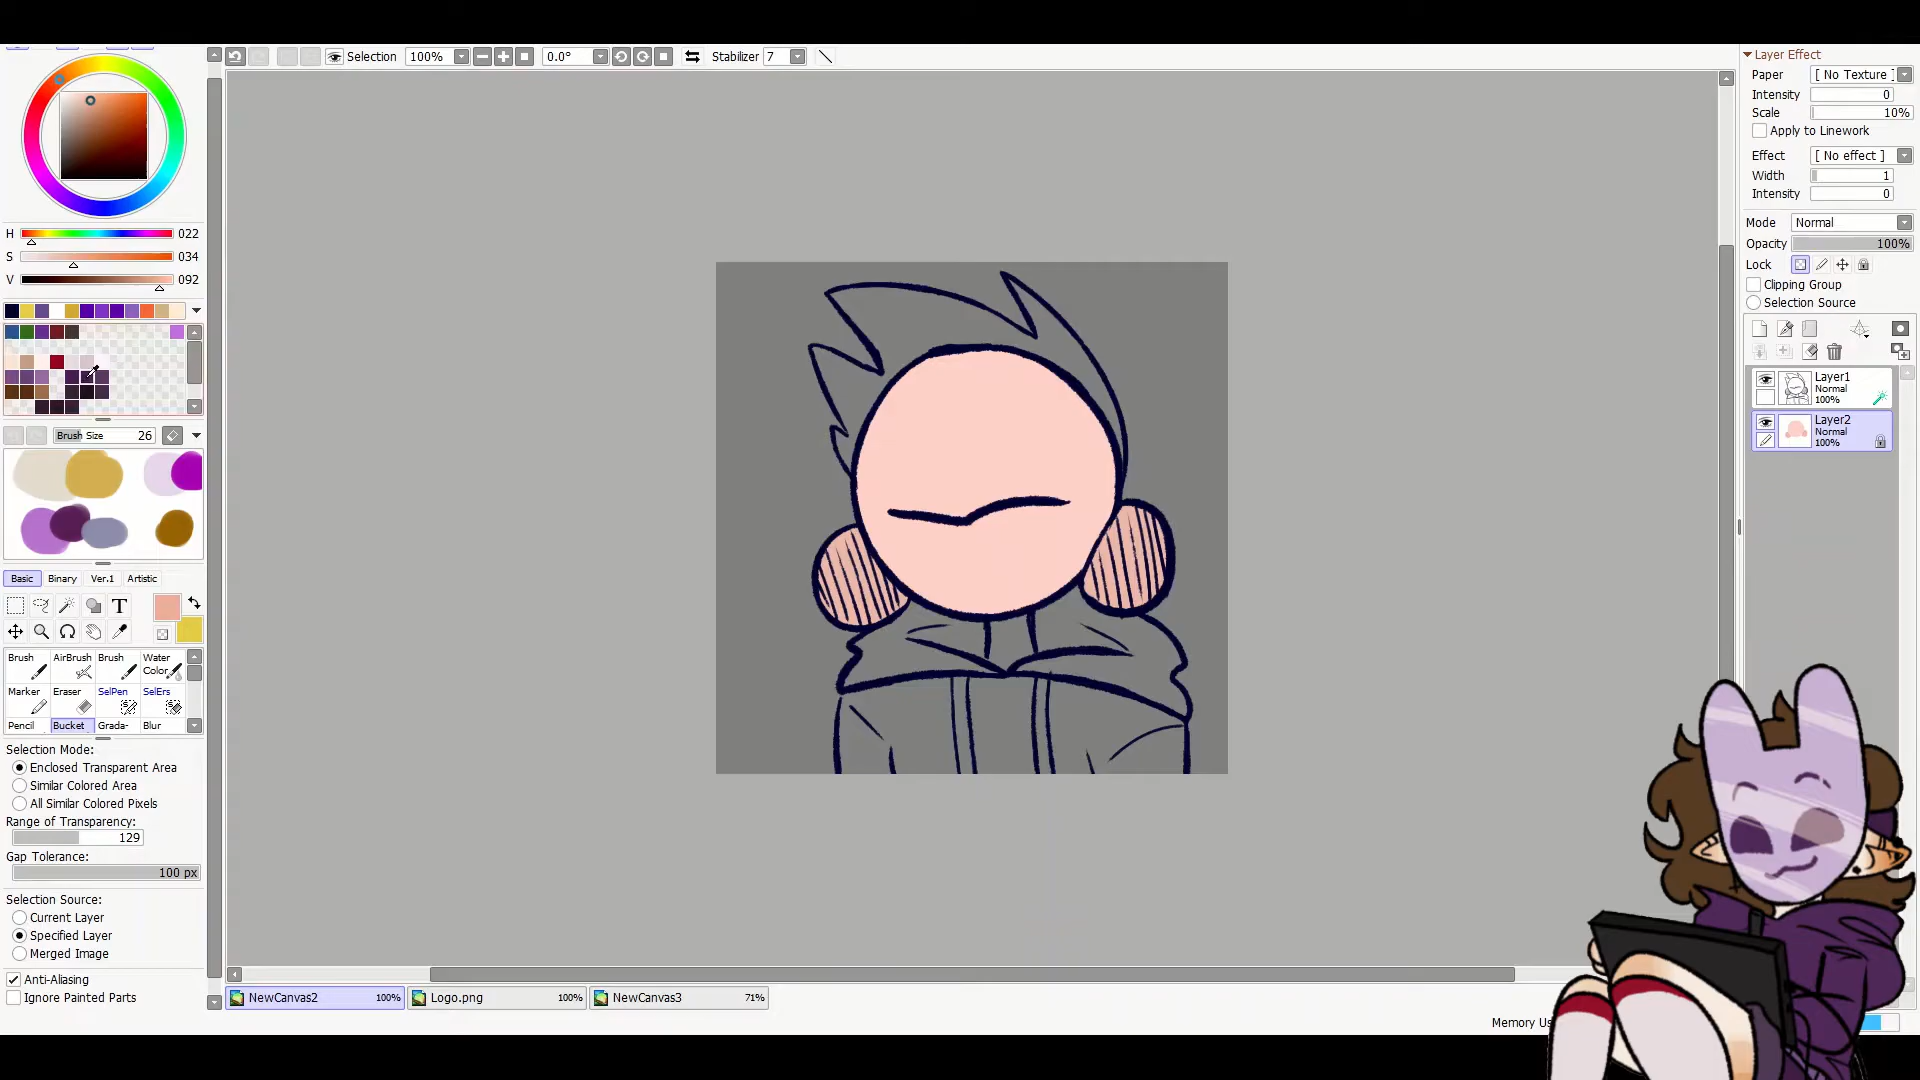 Selection 100% 0.0° Stabilizer 7
Layer Effect
Paper [ No Texture ]
Intensity 0
Scale 10%
Apply to Linework
Effect [ No effect ]
Width 1
Intensity 0
Mode Normal
Opacity 100%
Lock
Clipping Group
Selection Source
Layer1
Normal
100%
Layer2
Normal
100%
H 022
S 034
V 092
Brush Size 26
Basic Binary Ver.1 Artistic
T
Brush AirBrush Brush Water
Color
Marker Eraser SelPen SelErs
Pencil Bucket Grada- Blur
Selection Mode:
Enclosed Transparent Area
Similar Colored Area
All Similar Colored Pixels
Range of Transparency:
129
Gap Tolerance:
100 px
Selection Source:
Current Layer
Specified Layer
Merged Image
Anti-Aliasing
Ignore Painted Parts
NewCanvas2 100% Logo.png 100% NewCanvas3 71%
Memory